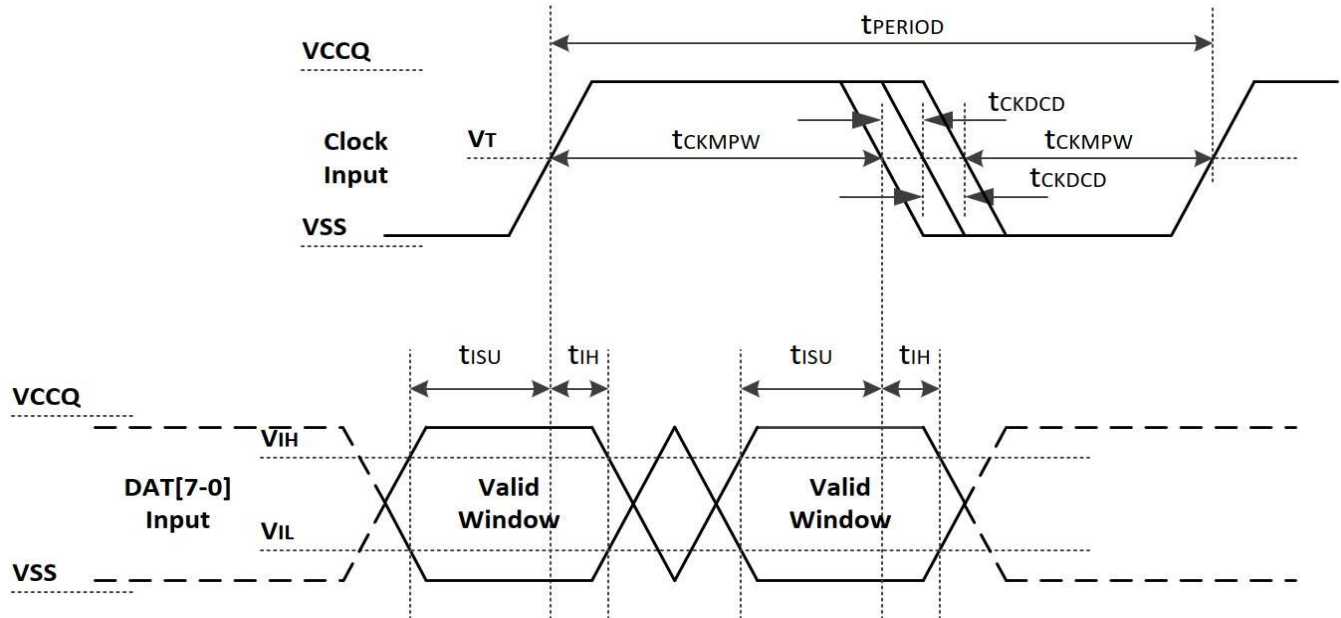 tPERIOD
VCCQ
tCKDCD
Clock
Input
VT
tCKMPW
tCKMPW
tCKDCD
VSS
tISU
tIH
tISU
tIH
VCCQ
VIH
DAT[7-0]
Input
Valid
Window
Valid
Window
VIL
VSS